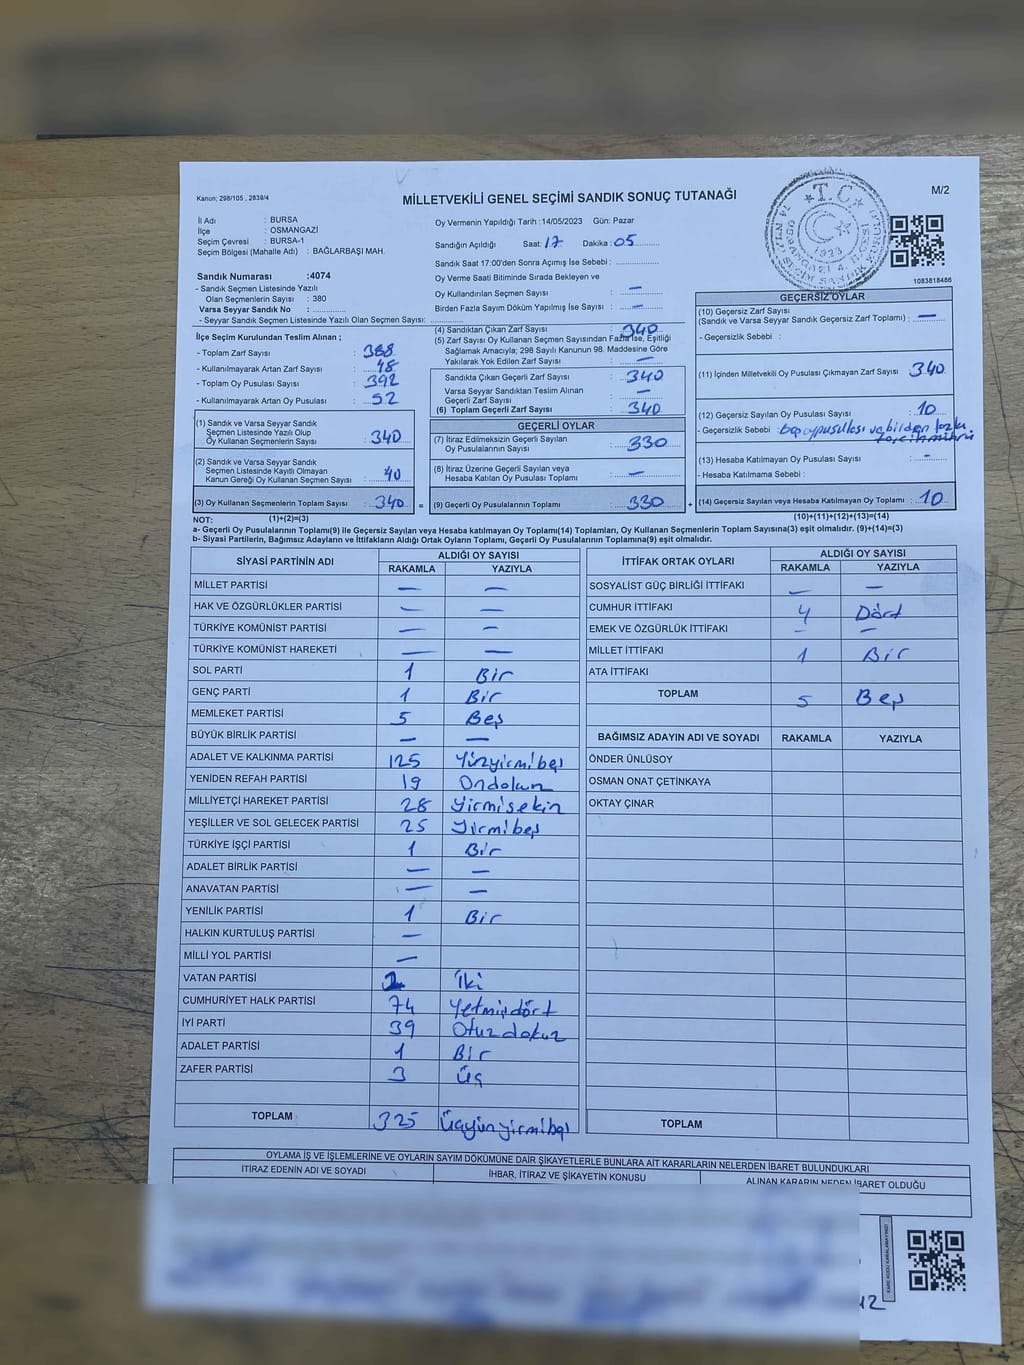 Kanun; 298/105 , 2839/4
MİLLETVEKİLİ GENEL SEÇİMİ SANDIK SONUÇ TUTANAĞI
M/2
İl Adı : BURSA
İlçe : OSMANGAZİ
Seçim Çevresi : BURSA-1
Seçim Bölgesi (Mahalle Adı) : BAĞLARBAŞI MAH.
Oy Vermenin Yapıldığı Tarih :14/05/2023 Gün: Pazar
Sandığın Açıldığı Saat: 17 Dakika : 05
Sandık Saat 17:00'den Sonra Açılmış İse Sebebi :
Oy Verme Saati Bitiminde Sırada Bekleyen ve
Oy Kullandırılan Seçmen Sayısı : —
Birden Fazla Sayım Döküm Yapılmış İse Sayısı : —
T.C.
1923
1083818486
Sandık Numarası :4074
- Sandık Seçmen Listesinde Yazılı
Olan Seçmenlerin Sayısı : 380
Varsa Seyyar Sandık No :
- Seyyar Sandık Seçmen Listesinde Yazılı Olan Seçmen Sayısı:
İlçe Seçim Kurulundan Teslim Alınan ;
- Toplam Zarf Sayısı : 388
- Kullanılmayarak Artan Zarf Sayısı : 48
- Toplam Oy Pusulası Sayısı : 392
- Kullanılmayarak Artan Oy Pusulası : 52
(1) Sandık ve Varsa Seyyar Sandık
Seçmen Listesinde Yazılı Olup
Oy Kullanan Seçmenlerin Sayısı : 340
(2) Sandık ve Varsa Seyyar Sandık
Seçmen Listesinde Kayıtlı Olmayan
Kanun Gereği Oy Kullanan Seçmen Sayısı : 40
(3) Oy Kullanan Seçmenlerin Toplam Sayısı : 340 =
(1)+(2)=(3)
(4) Sandıktan Çıkan Zarf Sayısı : 340
(5) Zarf Sayısı Oy Kullanan Seçmen Sayısından Fazla İse, Eşitliği
Sağlamak Amacıyla; 298 Sayılı Kanunun 98. Maddesine Göre
Yakılarak Yok Edilen Zarf Sayısı : —
Sandıkta Çıkan Geçerli Zarf Sayısı : 340
Varsa Seyyar Sandıktan Teslim Alınan
Geçerli Zarf Sayısı : —
(6) Toplam Geçerli Zarf Sayısı : 340
GEÇERLİ OYLAR
(7) İtiraz Edilmeksizin Geçerli Sayılan
Oy Pusulalarının Sayısı : 330
(8) İtiraz Üzerine Geçerli Sayılan veya
Hesaba Katılan Oy Pusulası Toplamı : —
(9) Geçerli Oy Pusulalarının Toplamı : 330 +
GEÇERSİZ OYLAR
(10) Geçersiz Zarf Sayısı
(Sandık ve Varsa Seyyar Sandık Geçersiz Zarf Toplamı) : —
- Geçersizlik Sebebi :
(11) İçinden Milletvekili Oy Pusulası Çıkmayan Zarf Sayısı : 340
(12) Geçersiz Sayılan Oy Pusulası Sayısı : 10
- Geçersizlik Sebebi : boş oy pusulası ve birden fazla
tercih mührü
(13) Hesaba Katılmayan Oy Pusulası Sayısı : -
- Hesaba Katılmama Sebebi :
(14) Geçersiz Sayılan veya Hesaba Katılmayan Oy Toplamı : 10
(10)+(11)+(12)+(13)=(14)
NOT:
a- Geçerli Oy Pusulalarının Toplamı(9) ile Geçersiz Sayılan veya Hesaba katılmayan Oy Toplamı(14) Toplamları, Oy Kullanan Seçmenlerin Toplam Sayısına(3) eşit olmalıdır. (9)+(14)=(3)
b- Siyasi Partilerin, Bağımsız Adayların ve İttifakların Aldığı Ortak Oyların Toplamı, Geçerli Oy Pusulalarının Toplamına(9) eşit olmalıdır.
SİYASİ PARTİNİN ADI ALDIĞI OY SAYISI
RAKAMLA YAZIYLA
MİLLET PARTİSİ — —
HAK VE ÖZGÜRLÜKLER PARTİSİ — —
TÜRKİYE KOMÜNİST PARTİSİ — —
TÜRKİYE KOMÜNİST HAREKETİ — —
SOL PARTİ 1 Bir
GENÇ PARTİ 1 Bir
MEMLEKET PARTİSİ 5 Beş
BÜYÜK BİRLİK PARTİSİ — —
ADALET VE KALKINMA PARTİSİ 125 Yüzyirmibeş
YENİDEN REFAH PARTİSİ 19 Ondokuz
MİLLİYETÇİ HAREKET PARTİSİ 28 Yirmisekiz
YEŞİLLER VE SOL GELECEK PARTİSİ 25 Yirmibeş
TÜRKİYE İŞÇİ PARTİSİ 1 Bir
ADALET BİRLİK PARTİSİ — —
ANAVATAN PARTİSİ — —
YENİLİK PARTİSİ 1 Bir
HALKIN KURTULUŞ PARTİSİ —
MİLLİ YOL PARTİSİ —
VATAN PARTİSİ 2 İki
CUMHURİYET HALK PARTİSİ 74 Yetmişdört
İYİ PARTİ 39 Otuzdokuz
ADALET PARTİSİ 1 Bir
ZAFER PARTİSİ 3 Üç
TOPLAM 325 Üçyüzyirmibeş
İTTİFAK ORTAK OYLARI ALDIĞI OY SAYISI
RAKAMLA YAZIYLA
SOSYALİST GÜÇ BİRLİĞİ İTTİFAKI — —
CUMHUR İTTİFAKI 4 Dört
EMEK VE ÖZGÜRLÜK İTTİFAKI — —
MİLLET İTTİFAKI 1 Bir
ATA İTTİFAKI
TOPLAM 5 Beş
BAĞIMSIZ ADAYIN ADI VE SOYADI RAKAMLA YAZIYLA
ÖNDER ÜNLÜSOY
OSMAN ONAT ÇETİNKAYA
OKTAY ÇINAR
TOPLAM
OYLAMA İŞ VE İŞLEMLERİNE VE OYLARIN SAYIM DÖKÜMÜNE DAİR ŞİKAYETLERLE BUNLARA AİT KARARLARIN NELERDEN İBARET BULUNDUKLARI
İTİRAZ EDENİN ADI VE SOYADI
İHBAR, İTİRAZ VE ŞİKAYETİN KONUSU
ALINAN KARARIN NEDEN İBARET OLDUĞU